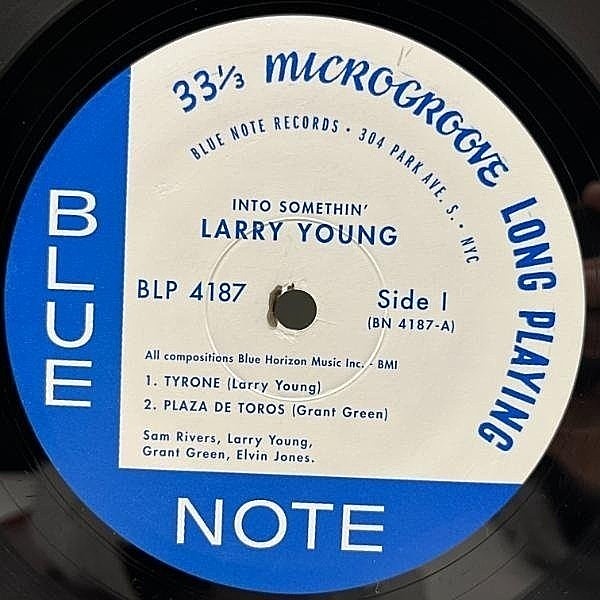 33⅓ MICROGROOVE LONG PLAYING
BLUE NOTE RECORDS • 304 PARK AVE. S. • NYC
INTO SOMETHIN'
LARRY YOUNG
BLP 4187
Side 1
(BN 4187-A)
All compositions Blue Horizon Music Inc. - BMI
1. TYRONE (Larry Young)
2. PLAZA DE TOROS (Grant Green)
Sam Rivers, Larry Young,
Grant Green, Elvin Jones.
BLUE
NOTE